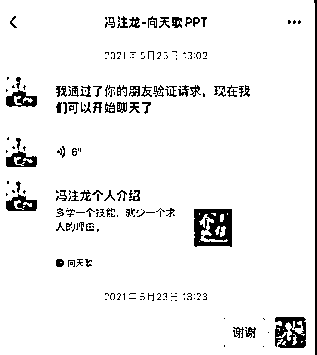 冯注龙-向天歌PPT
2021年5月25日 13:02
我通过了你的朋友验证请求，现在我
们可以开始聊天了
6"
冯注龙个人介绍
多学一个技能，就少一个求
人的理由。
向天歌
2021年5月23日 13:23
谢谢